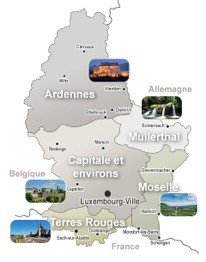 Clervaux
Wiltz
Vianden
Allemagne
Ardennes
Diekirch
Ettelbruck
Echternach
Mullerthal
Redange
Mersch
Capitale et
environs
Grevenmacher
Belgique
Moselle
Capellen
Luxembourg-Ville
Remich
Terres Rouges
Dudelange
Esch-sur-Alzette
Mondorf-les-Bains
Schengen
France